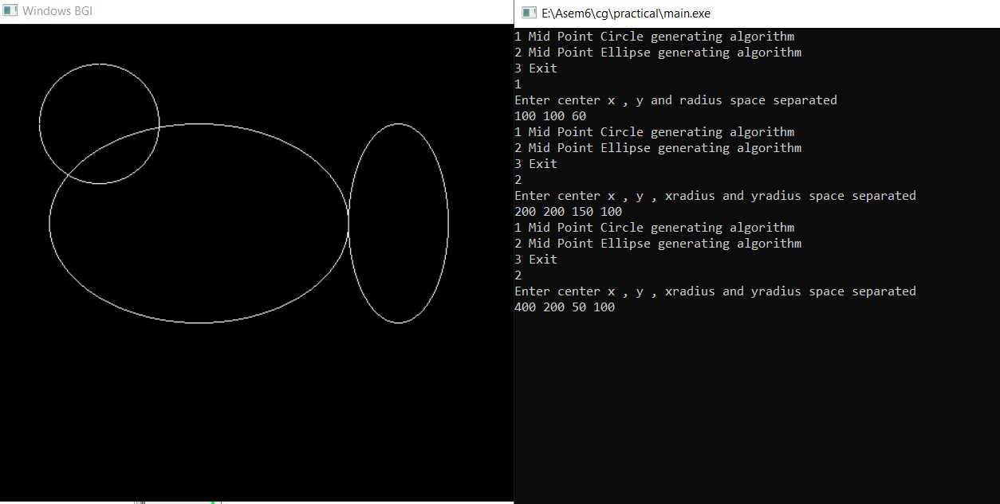 Windows BGI
E:\Asem6\cg\practical\main.exe
1 Mid Point Circle generating algorithm
2 Mid Point Ellipse generating algorithm
3 Exit
1
Enter center x , y and radius space separated
100 100 60
1 Mid Point Circle generating algorithm
2 Mid Point Ellipse generating algorithm
3 Exit
2
Enter center x , y , xradius and yradius space separated
200 200 150 100
1 Mid Point Circle generating algorithm
2 Mid Point Ellipse generating algorithm
3 Exit
2
Enter center x , y , xradius and yradius space separated
400 200 50 100